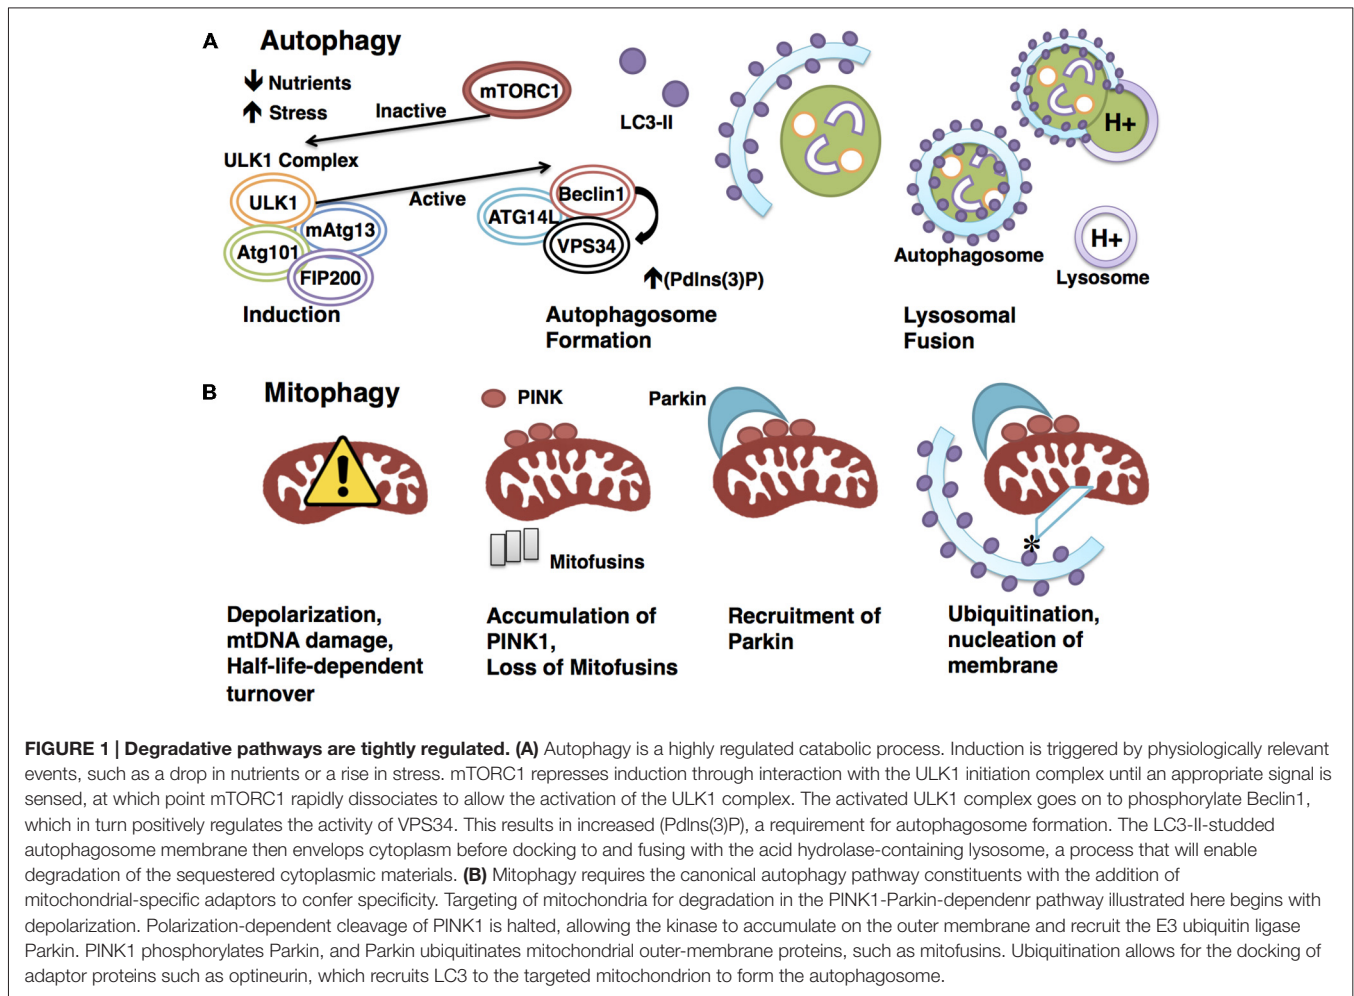 A Autophagy
Nutrients
Stress
Inactive
mTORC1
LC3-II
ULK1 Complex
ULK1
mAtg13
Atg101
FIP200
Active
Beclin1
ATG14L
VPS34
(PdIns(3)P)
H+
Autophagosome
H+
Lysosome
Induction
Autophagosome
Formation
Lysosomal
Fusion
B Mitophagy
!
PINK
Mitofusins
Parkin
*
Depolarization,
mtDNA damage,
Half-life-dependent
turnover
Accumulation of
PINK1,
Loss of Mitofusins
Recruitment of
Parkin
Ubiquitination,
nucleation of
membrane
FIGURE 1 | Degradative pathways are tightly regulated. (A) Autophagy is a highly regulated catabolic process. Induction is triggered by physiologically relevant
events, such as a drop in nutrients or a rise in stress. mTORC1 represses induction through interaction with the ULK1 initiation complex until an appropriate signal is
sensed, at which point mTORC1 rapidly dissociates to allow the activation of the ULK1 complex. The activated ULK1 complex goes on to phosphorylate Beclin1,
which in turn positively regulates the activity of VPS34. This results in increased (PdIns(3)P), a requirement for autophagosome formation. The LC3-II-studded
autophagosome membrane then envelops cytoplasm before docking to and fusing with the acid hydrolase-containing lysosome, a process that will enable
degradation of the sequestered cytoplasmic materials. (B) Mitophagy requires the canonical autophagy pathway constituents with the addition of
mitochondrial-specific adaptors to confer specificity. Targeting of mitochondria for degradation in the PINK1-Parkin-dependenr pathway illustrated here begins with
depolarization. Polarization-dependent cleavage of PINK1 is halted, allowing the kinase to accumulate on the outer membrane and recruit the E3 ubiquitin ligase
Parkin. PINK1 phosphorylates Parkin, and Parkin ubiquitinates mitochondrial outer-membrane proteins, such as mitofusins. Ubiquitination allows for the docking of
adaptor proteins such as optineurin, which recruits LC3 to the targeted mitochondrion to form the autophagosome.